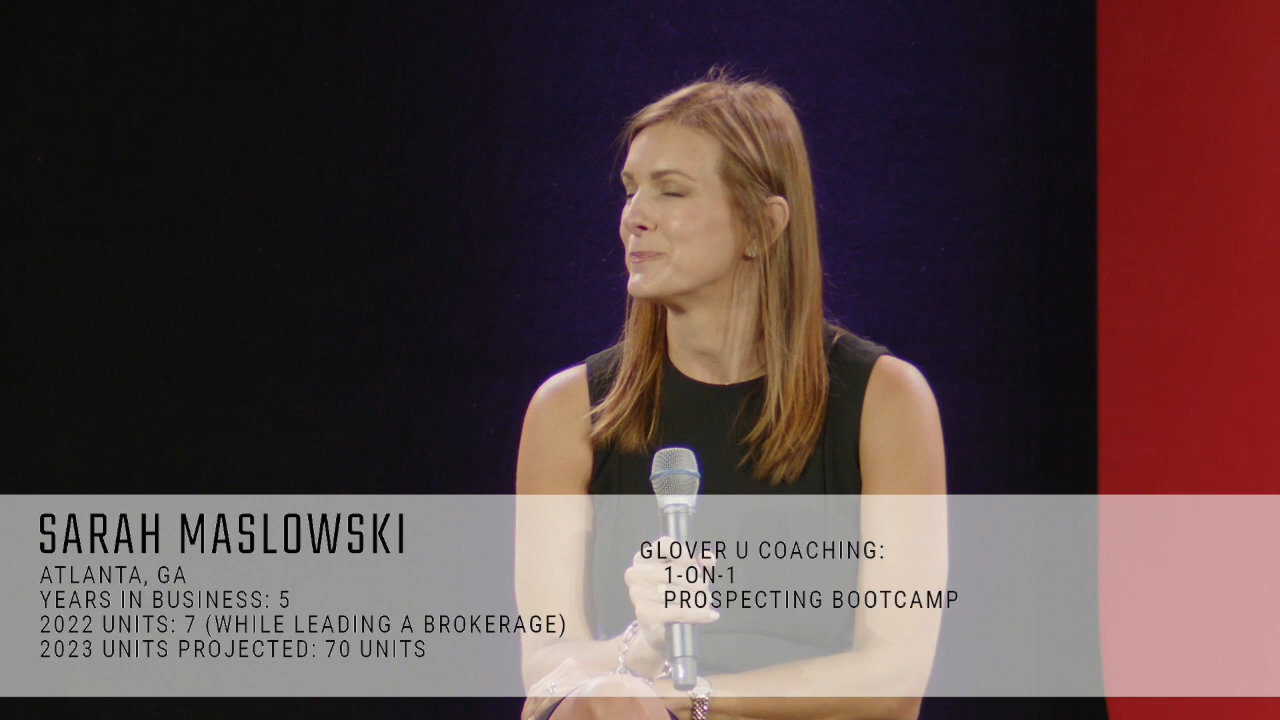 SARAH MASLOWSKI
ATLANTA, GA
YEARS IN BUSINESS: 5
2022 UNITS: 7 (WHILE LEADING A BROKERAGE)
2023 UNITS PROJECTED: 70 UNITS
GLOVER U COACHING:
1-ON-1
PROSPECTING BOOTCAMP